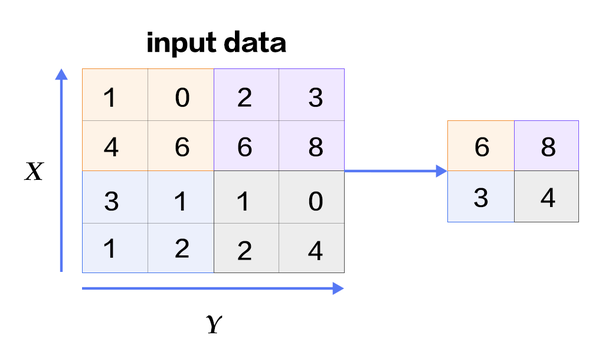 input data
1 0 2 3
4 6 6 8
6 8
X
3 1 1 0
3 4
1 2 2 4
Y